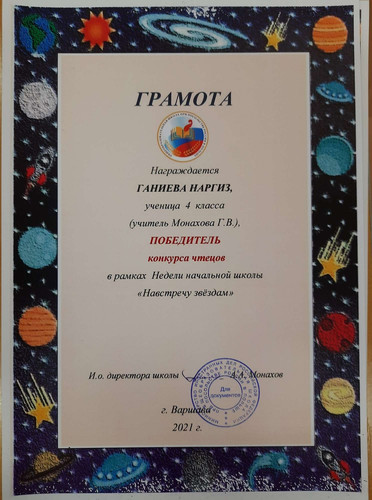 ГРАМОТА
Награждается
ГАНИЕВА НАРГИЗ,
ученица 4 класса
(учитель Монахова Г.В.),
ПОБЕДИТЕЛЬ
конкурса чтецов
в рамках Недели начальной школы
«Навстречу звёздам»
И.о. директора школы А.А. Монахов
Для
документов
г. Варшава
2021 г.